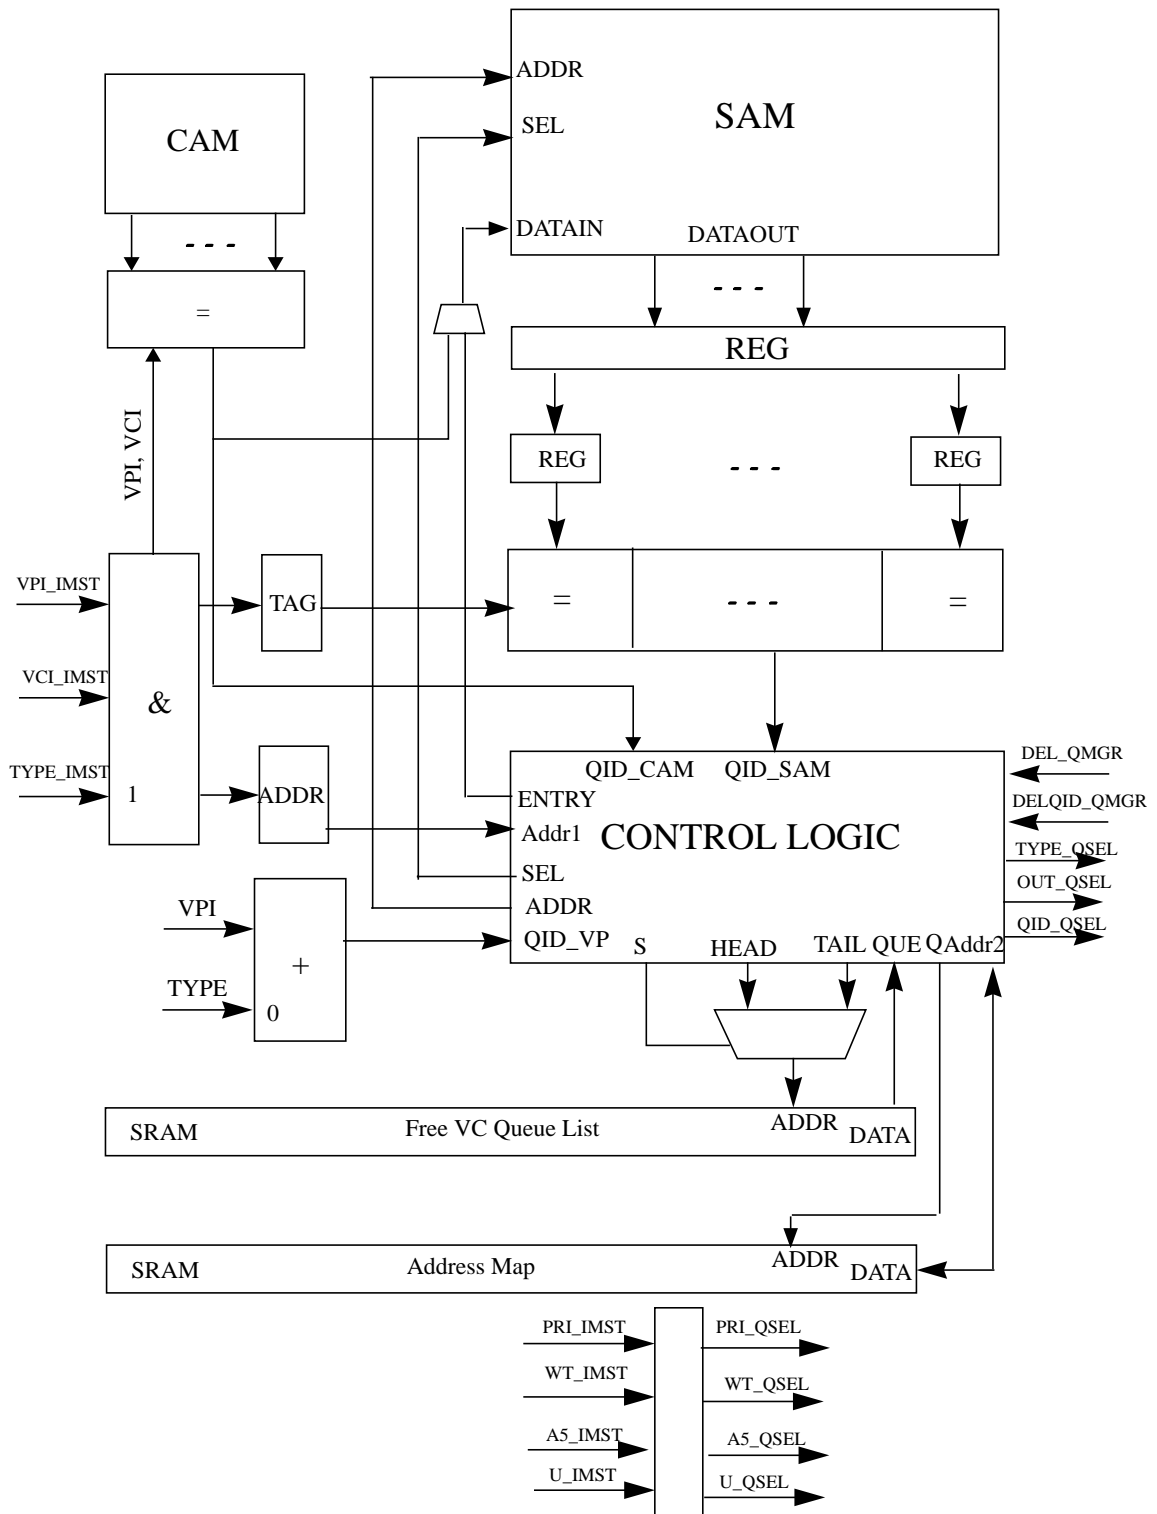 ADDR
SAM
SEL
CAM
DATAIN
DATAOUT
- - -
- - -
=
REG
VPI, VCI
REG
- - -
REG
VPI_IMST
TAG
=
- - -
=
VCI_IMST
&
TYPE_IMST
1
ADDR
QID_CAM
QID_SAM
DEL_QMGR
ENTRY
DELQID_QMGR
Addr1
CONTROL LOGIC
TYPE_QSEL
SEL
OUT_QSEL
VPI
ADDR
QID_QSEL
QID_VP
S
HEAD
TAIL
QUE
QAddr2
+
TYPE
0
SRAM
Free VC Queue List
ADDR
DATA
SRAM
Address Map
ADDR
DATA
PRI_IMST
PRI_QSEL
WT_IMST
WT_QSEL
A5_IMST
A5_QSEL
U_IMST
U_QSEL